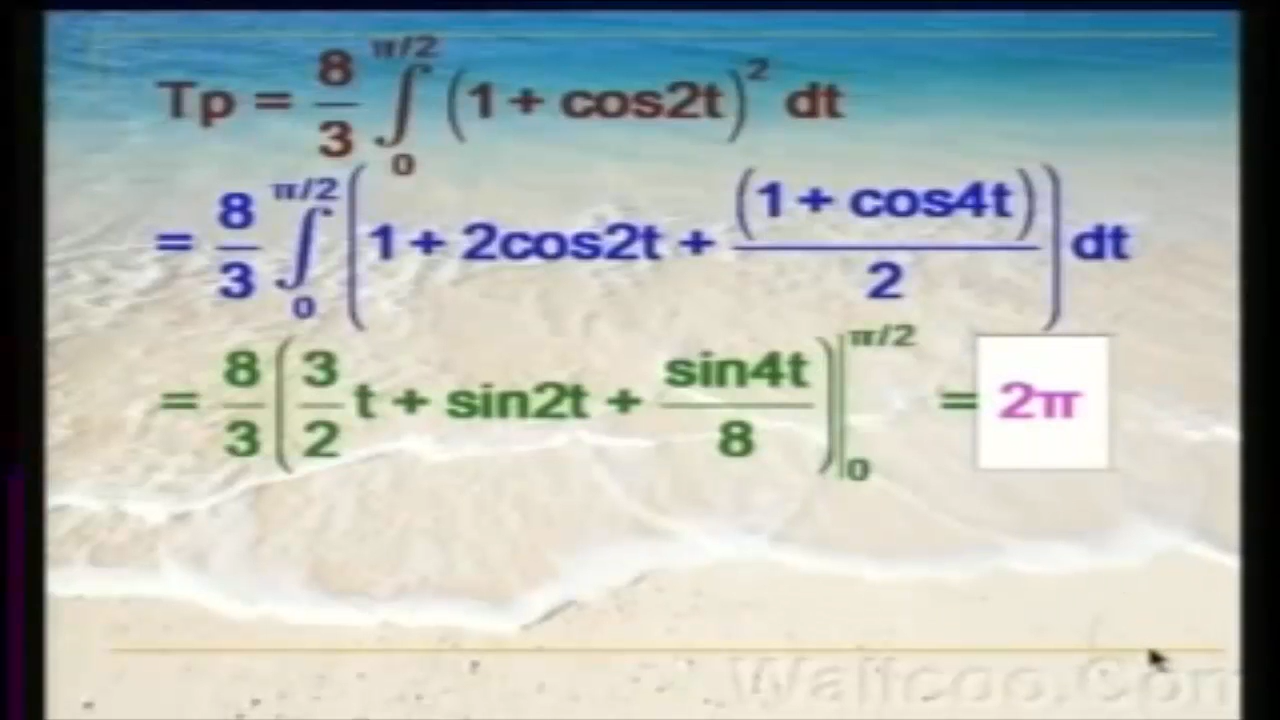 Tp = 8/3 ∫₀^π/2 (1 + cos2t)² dt
= 8/3 ∫₀^π/2 (1 + 2cos2t + (1 + cos4t)/2) dt
= 8/3 (3/2 t + sin2t + sin4t/8)|₀^π/2 = 2π